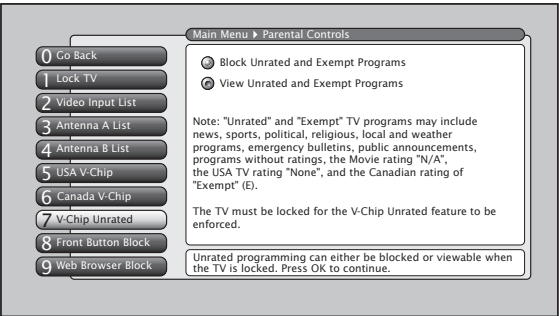 Main Menu ▶ Parental Controls
0 Go Back
1 Lock TV
2 Video Input List
3 Antenna A List
4 Antenna B List
5 USA V-Chip
6 Canada V-Chip
7 V-Chip Unrated
8 Front Button Block
9 Web Browser Block
Block Unrated and Exempt Programs
View Unrated and Exempt Programs
Note: "Unrated" and "Exempt" TV programs may include
news, sports, political, religious, local and weather
programs, emergency bulletins, public announcements,
programs without ratings, the Movie rating "N/A",
the USA TV rating "None", and the Canadian rating of
"Exempt" (E).
The TV must be locked for the V-Chip Unrated feature to be
enforced.
Unrated programming can either be blocked or viewable when
the TV is locked. Press OK to continue.